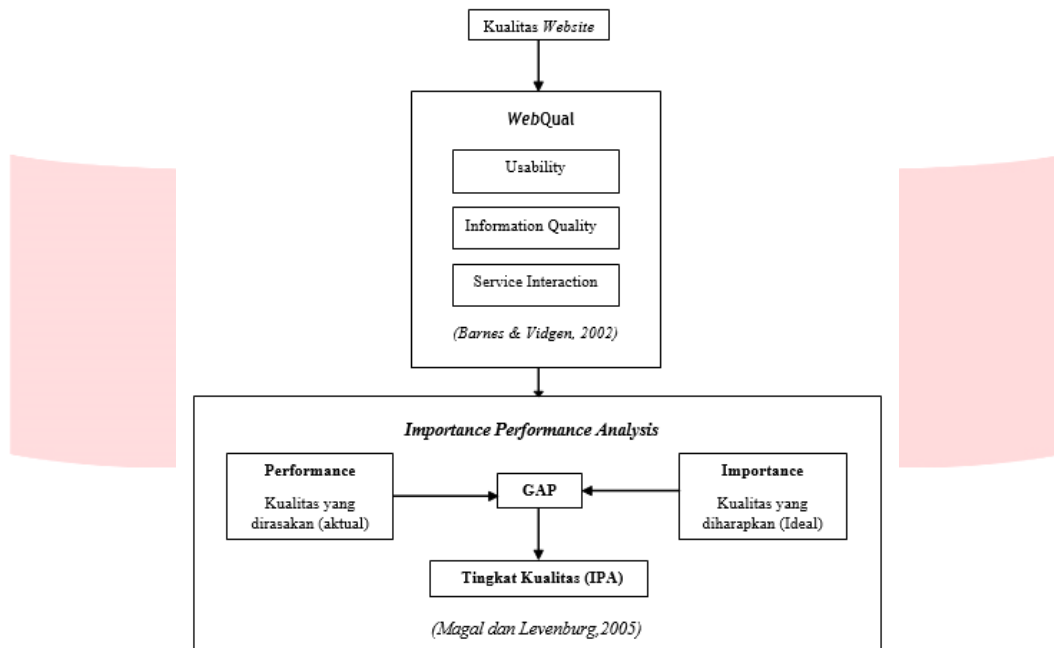 Kualitas Website
WebQual
Usability
Information Quality
Service Interaction
(Barnes & Vidgen, 2002)
Importance Performance Analysis
Performance
Kualitas yang
dirasakan (aktual)
GAP
Importance
Kualitas yang
diharapkan (Ideal)
Tingkat Kualitas (IPA)
(Magal dan Levenburg,2005)